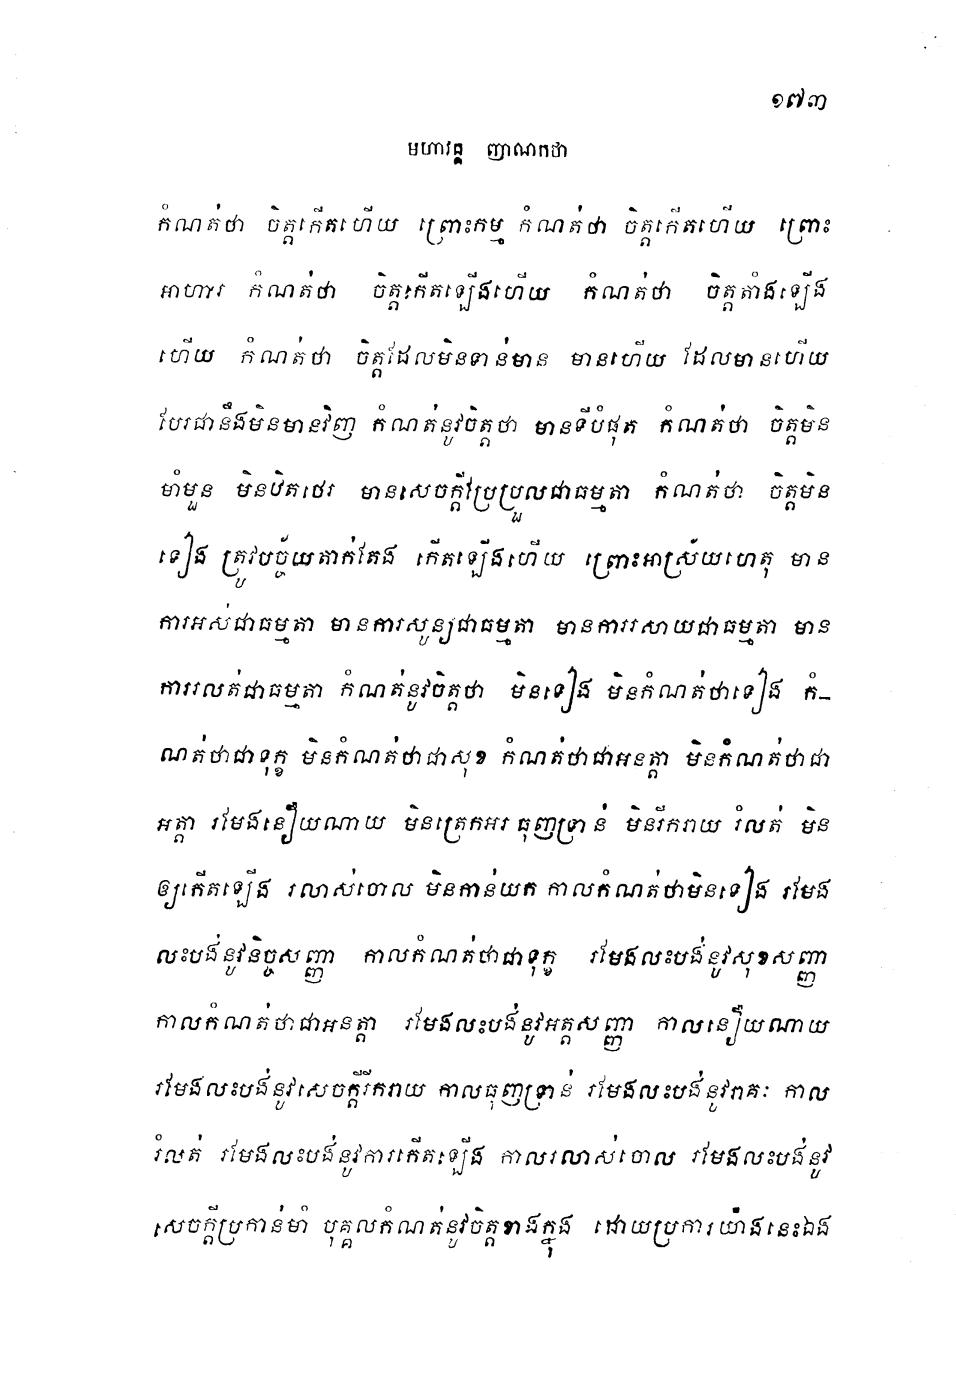 ១៧៣
មហាវគ្គ ញាណកថា
កំណត់ថា ចិត្តកើតហើយ ព្រោះកម្ម កំណត់ថា ចិត្តកើតហើយ ព្រោះ
អាហារ កំណត់ថា ចិត្តកើតឡើងហើយ កំណត់ថា ចិត្តតាំងឡើង
ហើយ កំណត់ថា ចិត្តដែលមិនទាន់មាន មានហើយ ដែលមានហើយ
បែរជានឹងមិនមានវិញ កំណត់នូវចិត្តថា មានទីបំផុត កំណត់ថា ចិត្តមិន
មាំមួន មិនឋិតថេរ មានសេចក្តីប្រែប្រួលជាធម្មតា កំណត់ថា ចិត្តមិន
ទៀង ត្រូវបច្ច័យតាក់តែង កើតឡើងហើយ ព្រោះអាស្រ័យហេតុ មាន
ការអស់ជាធម្មតា មានការសូន្យជាធម្មតា មានការរសាយជាធម្មតា មាន
ការរលត់ជាធម្មតា កំណត់នូវចិត្តថា មិនទៀង មិនកំណត់ថាទៀង កំ-
ណត់ថាជាទុក្ខ មិនកំណត់ថាជាសុខ កំណត់ថាជាអនត្តា មិនកំណត់ថាជា
អត្តា រមែងនឿយណាយ មិនត្រេកអរ ធុញទ្រាន់ មិនរីករាយ រំលត់ មិន
ឲ្យកើតឡើង រលាស់ចោល មិនកាន់យក កាលកំណត់ថាមិនទៀង រមែង
លះបង់នូវនិច្ចសញ្ញា កាលកំណត់ថាជាទុក្ខ រមែងលះបង់នូវសុខសញ្ញា
កាលកំណត់ថាជាអនត្តា រមែងលះបង់នូវអត្តសញ្ញា កាលនឿយណាយ
រមែងលះបង់នូវសេចក្តីរីករាយ កាលធុញទ្រាន់ រមែងលះបង់នូវរាគៈ កាល
រំលត់ រមែងលះបង់នូវការកើតឡើង កាលរលាស់ចោល រមែងលះបង់នូវ
សេចក្តីប្រកាន់មាំ បុគ្គលកំណត់នូវចិត្តខាងក្នុង ដោយប្រការយ៉ាងនេះឯង